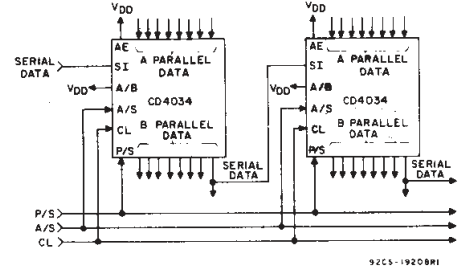 VDD
VDD
AE
A PARALLEL
DATA
SERIAL
DATA
SI
VDD
A/B
CD4034
A/S
B PARALLEL
CL
DATA
P/S
SERIAL
DATA
AE
A PARALLEL
DATA
SI
VDD
A/B
CD4034
A/S
B PARALLEL
CL
DATA
P/S
SERIAL
DATA
P/S
A/S
CL
92CS-19208R1